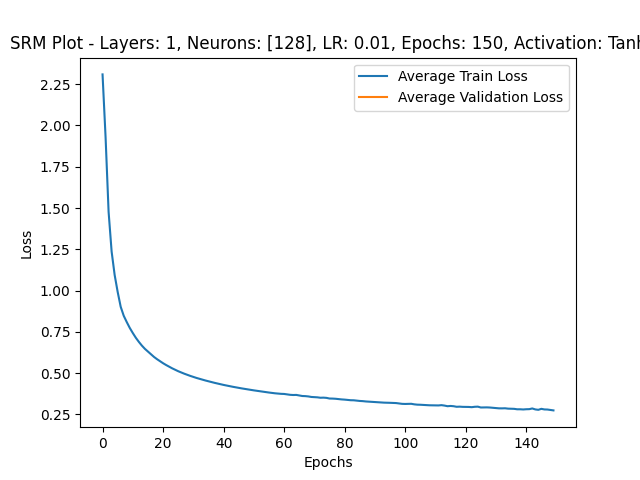 SRM Plot - Layers: 1, Neurons: [128], LR: 0.01, Epochs: 150, Activation: Tanh
Average Train Loss
Average Validation Loss
2.25
2.00
1.75
1.50
1.25
1.00
0.75
0.50
0.25
Loss
0 20 40 60 80 100 120 140
Epochs